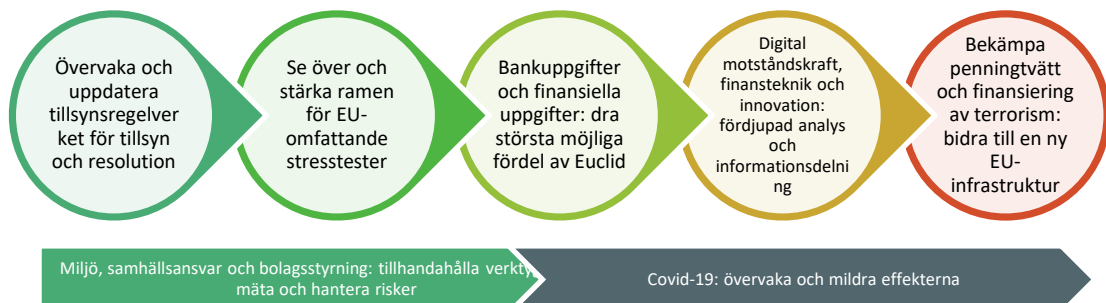 Övervaka och
uppdatera
tillsynsregelver
ket för tillsyn
och resolution
Se över och
stärka ramen
för EU-
omfattande
stresstester
Bankuppgifter
och finansiella
uppgifter: dra
största möjliga
fördel av Euclid
Digital
motståndskraft,
finansteknik och
innovation:
fördjupad analys
och
informationsdelni
ng
Bekämpa
penningtvätt
och finansiering
av terrorism:
bidra till en ny
EU-
infrastruktur
Miljö, samhällsansvar och bolagsstyrning: tillhandahålla
mäta och hantera risker
Covid-19: övervaka och mildra effekterna